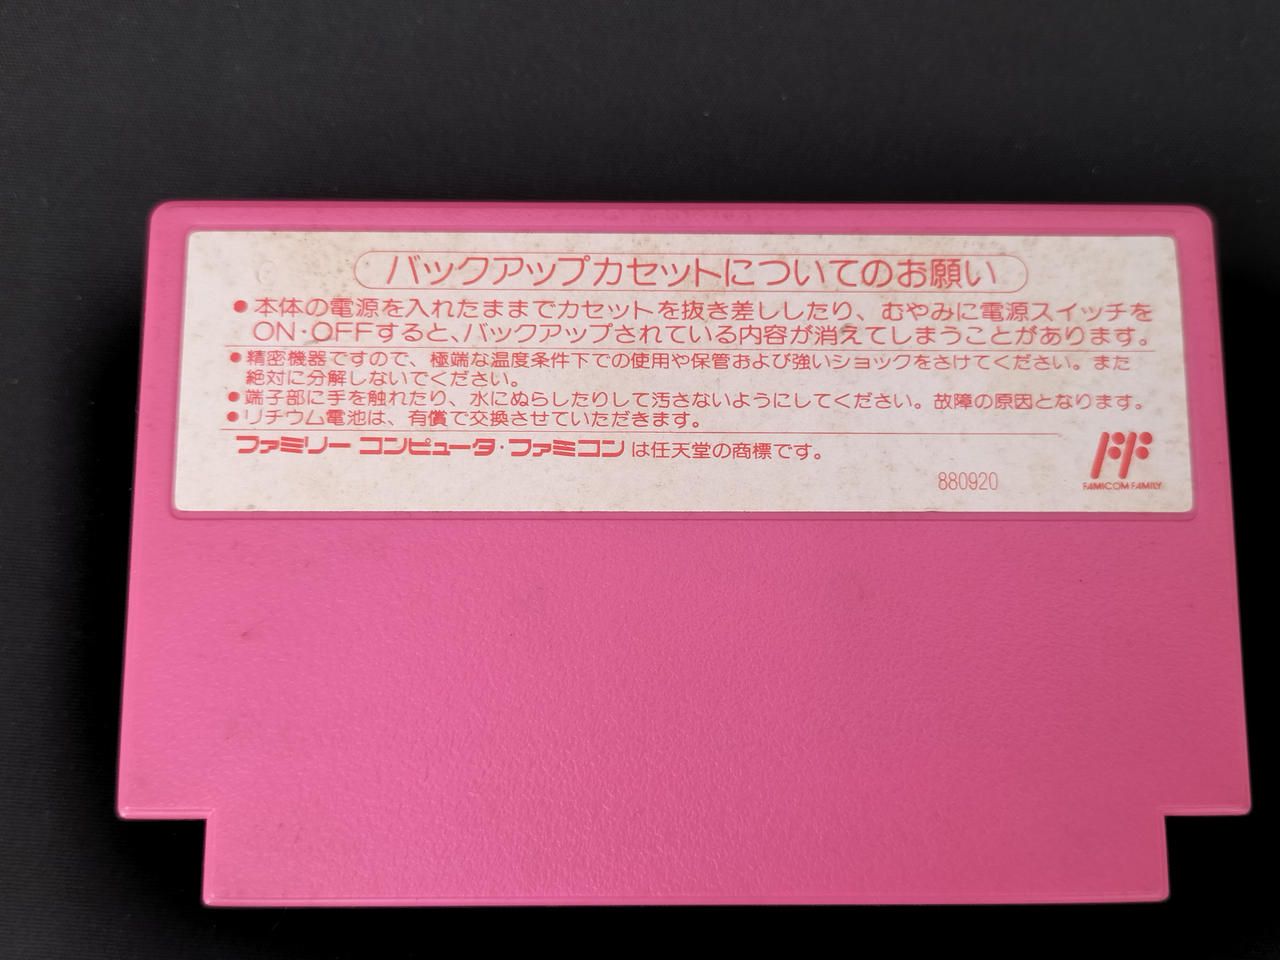 バックアップカセットについてのお願い
●本体の電源を入れたままでカセットを抜き差ししたり、むやみに電源スイッチを
ON・OFFすると、バックアップされている内容が消えてしまうことがあります。
●精密機器ですので、極端な温度条件下での使用や保管および強いショックをさけてください。また
絶対に分解しないでください。
●端子部に手を触れたり、水にぬらしたりして汚さないようにしてください。故障の原因となります。
●リチウム電池は、有償で交換させていただきます。
ファミリー コンピュータ・ファミコン は任天堂の商標です。
880920
FAMICOM FAMILY